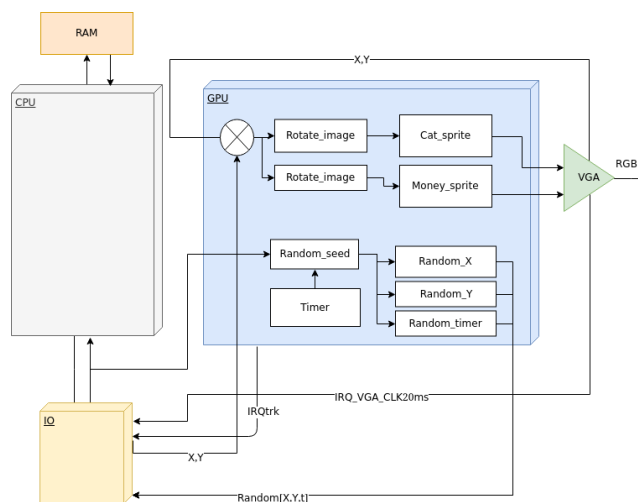 RAM
X,Y
CPU
GPU
Rotate_image
Cat_sprite
Rotate_image
Money_sprite
VGA
RGB
Random_seed
Random_X
Timer
Random_Y
Random_timer
IRQ_VGA_CLK20ms
IRQtrk
IO
X,Y
Random[X,Y,t]